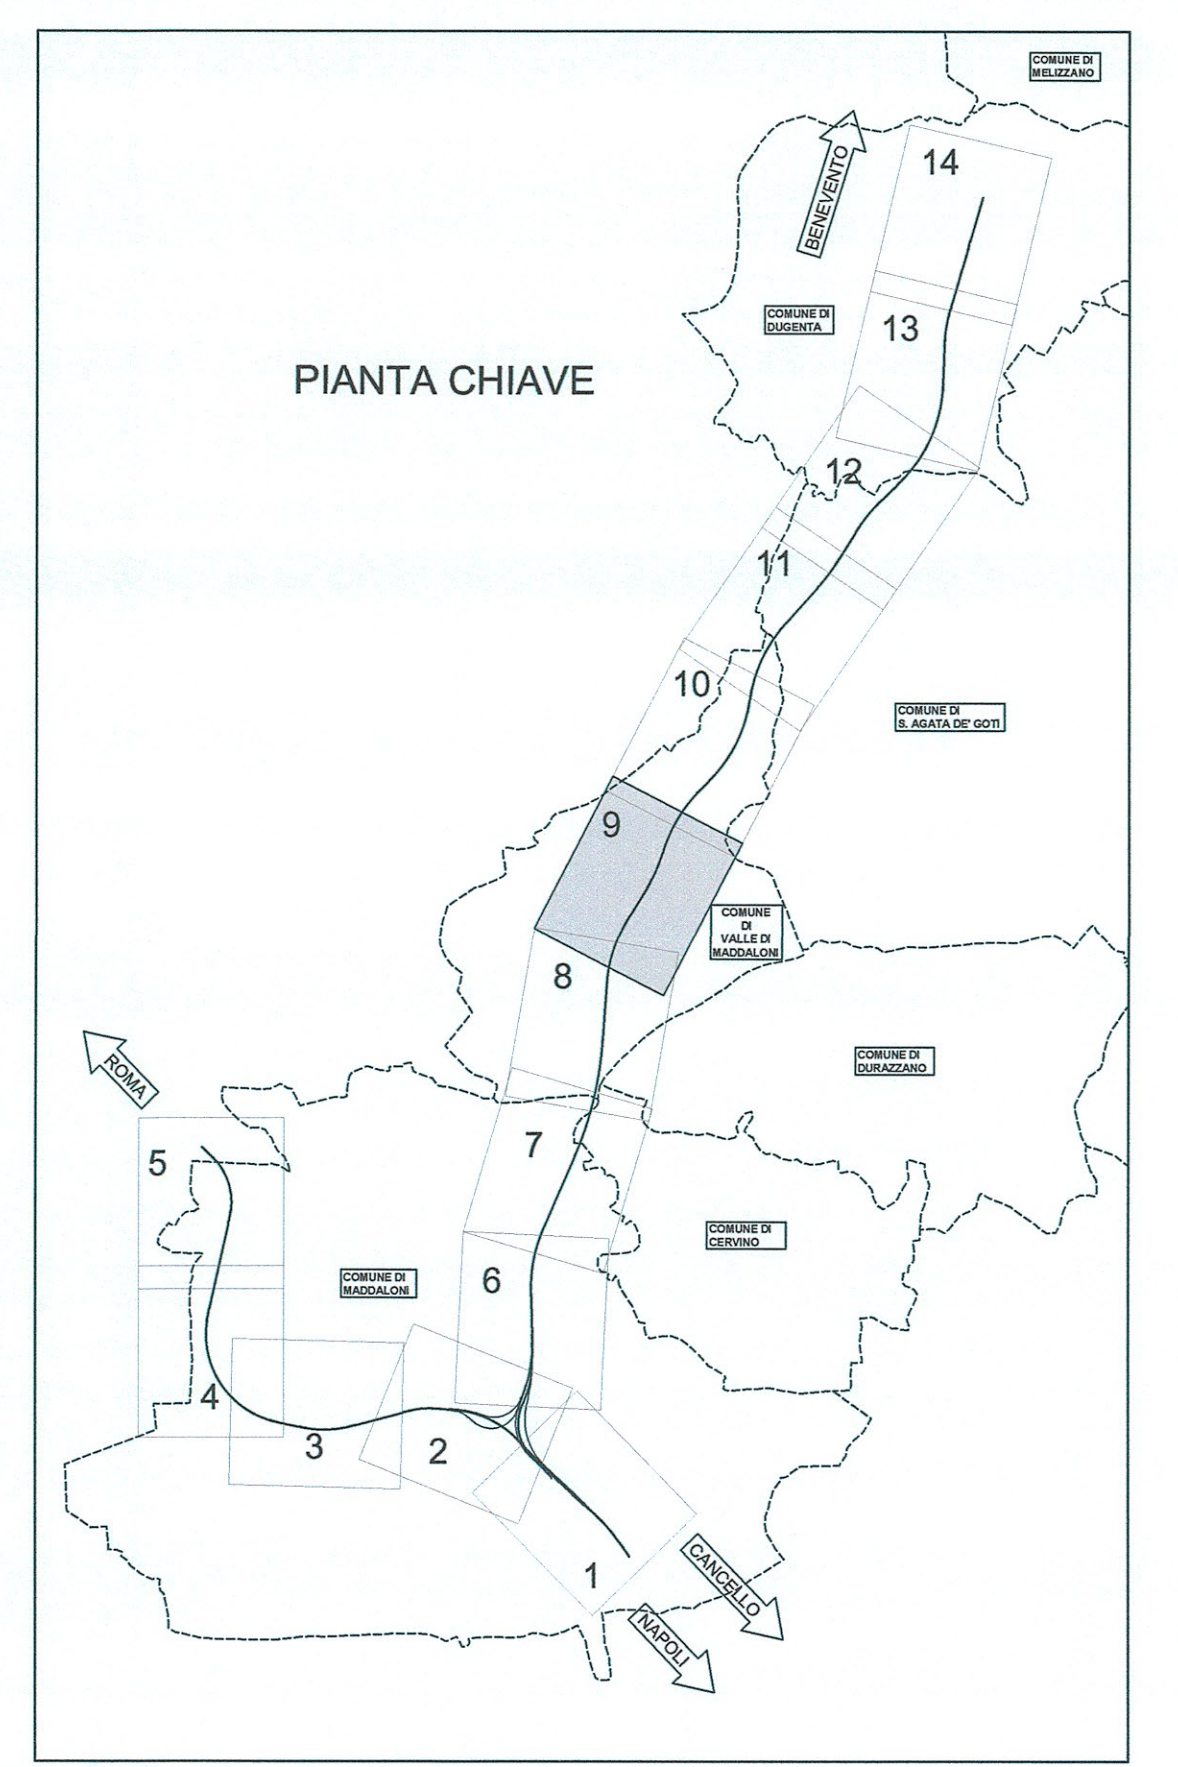 COMUNE DI
MELIZZANO
14
BENEVENTO
COMUNE DI
DUGENTA
13
PIANTA CHIAVE
12
11
10
COMUNE DI
S. AGATA DE' GOTI
9
COMUNE
DI
VALLE DI
MADDALONI
8
ROMA
COMUNE DI
DURAZZANO
7
5
COMUNE DI
CERVINO
6
COMUNE DI
MADDALONI
4
3
2
1
CANCELLO
NAPOLI